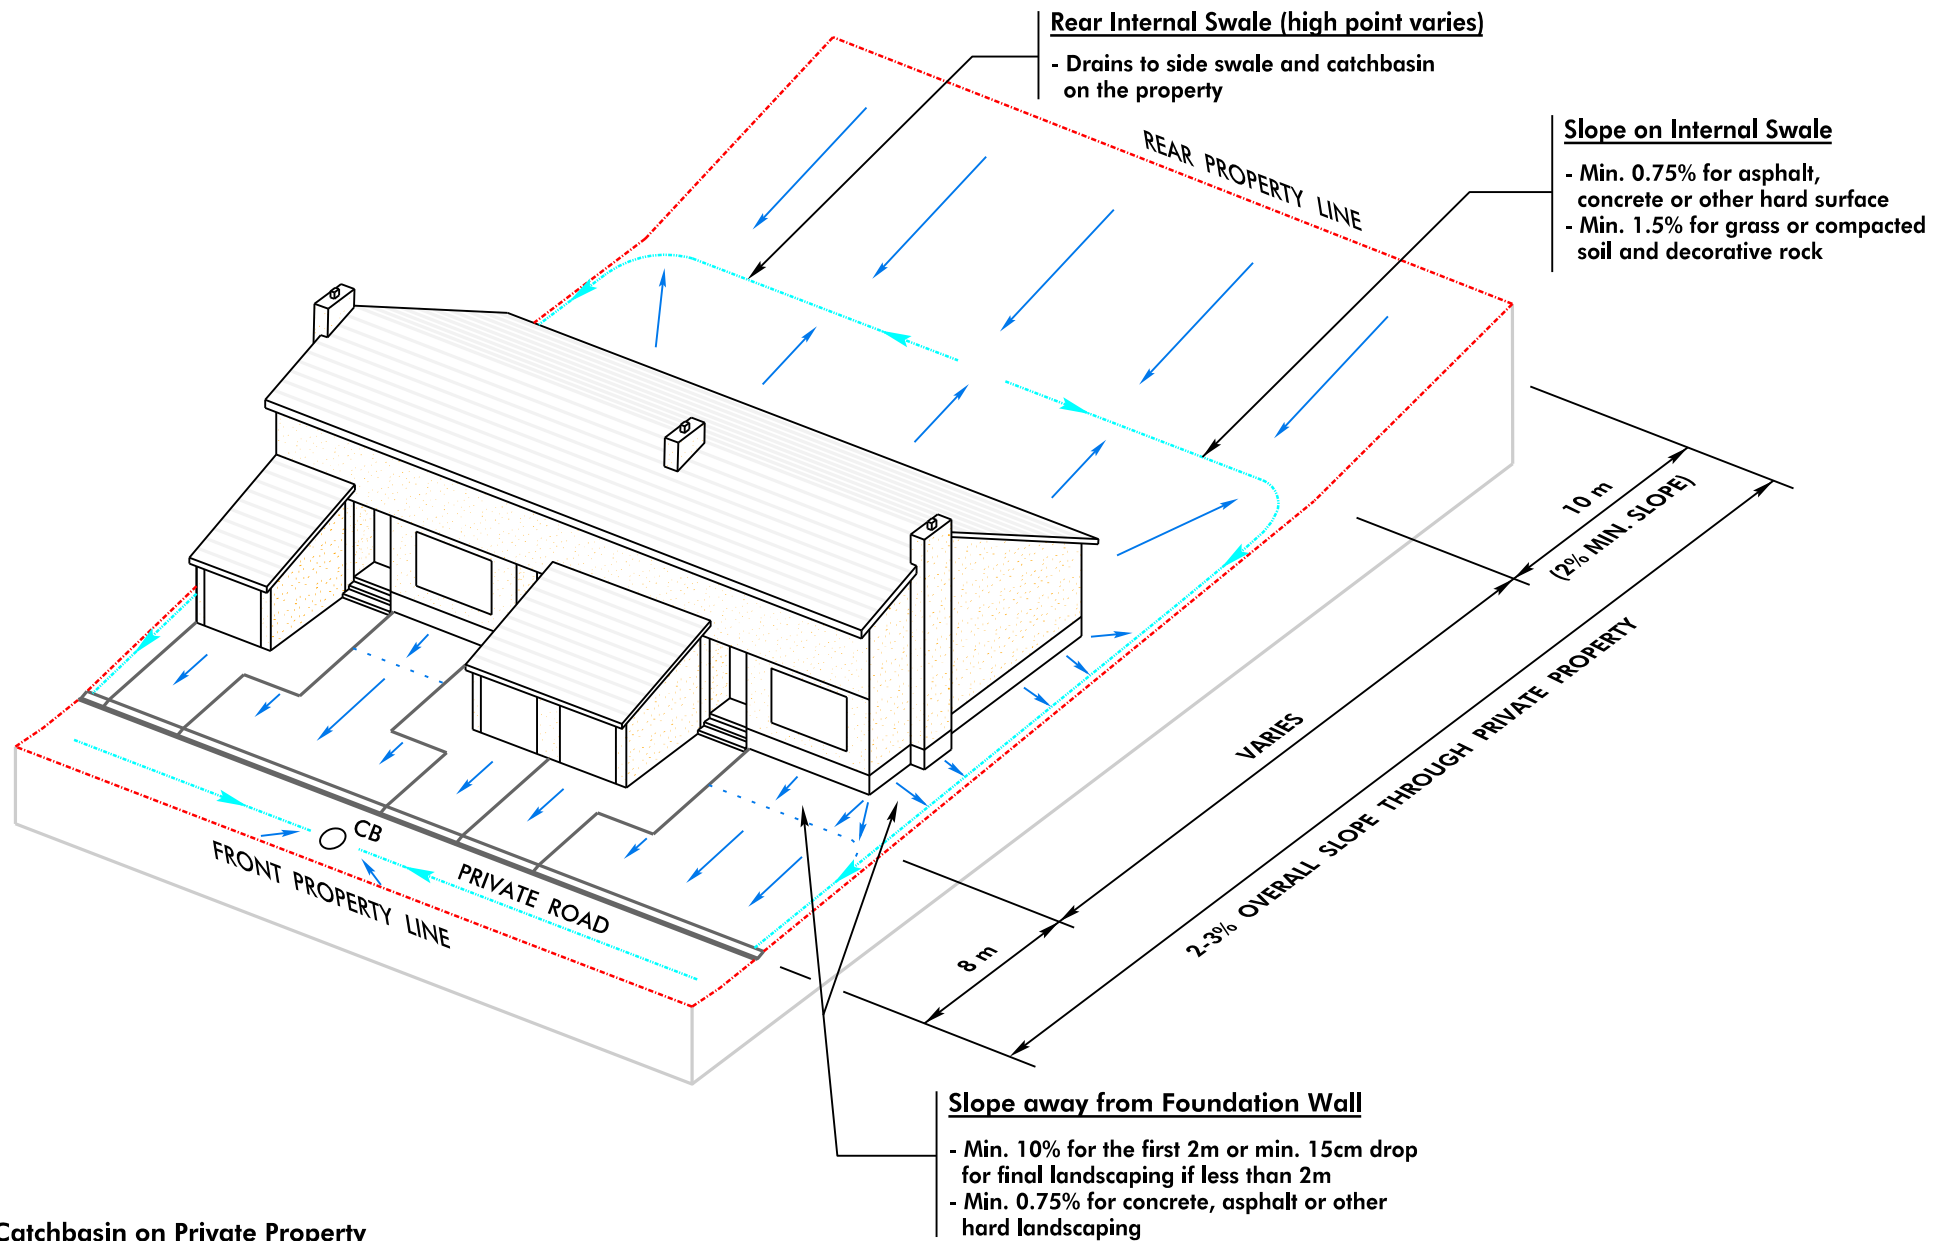 Rear Internal Swale (high point varies)
- Drains to side swale and catchbasin
on the property
Slope on Internal Swale
- Min. 0.75% for asphalt,
concrete or other hard surface
- Min. 1.5% for grass or compacted
soil and decorative rock
REAR PROPERTY LINE
10 m
(2% MIN. SLOPE)
VARIES
2-3% OVERALL SLOPE THROUGH PRIVATE PROPERTY
8 m
CB
PRIVATE ROAD
FRONT PROPERTY LINE
Slope away from Foundation Wall
- Min. 10% for the first 2m or min. 15cm drop
for final landscaping if less than 2m
- Min. 0.75% for concrete, asphalt or other
hard landscaping
Catchbasin on Private Property